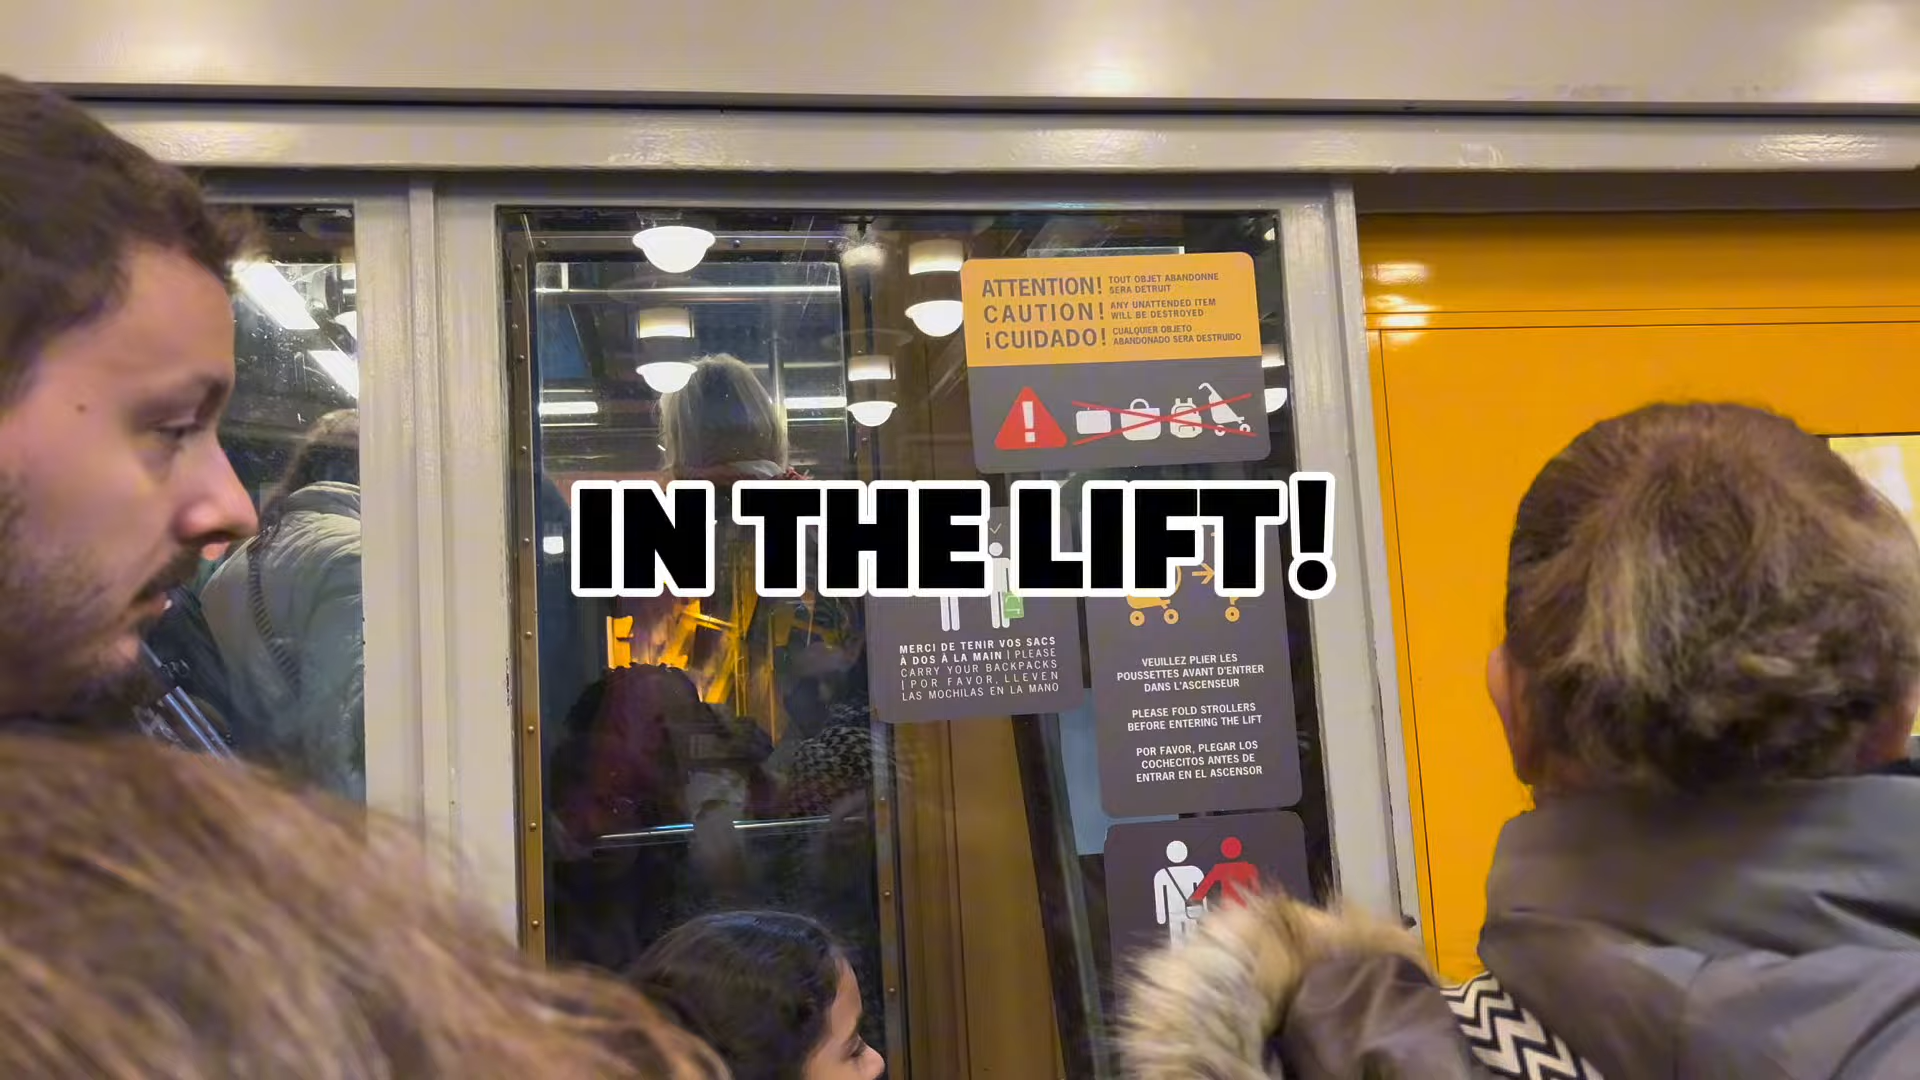 ATTENTION! TOUT OBJET ABANDONNE
SERA DETRUIT
CAUTION! ANY UNATTENDED ITEM
WILL BE DESTROYED
¡CUIDADO! CUALQUIER OBJETO
ABANDONADO SERA DESTRUIDO
IN THE LIFT!
MERCI DE TENIR VOS SACS
À DOS À LA MAIN | PLEASE
CARRY YOUR BACKPACKS
| POR FAVOR, LLEVEN
LAS MOCHILAS EN LA MANO
VEUILLEZ PLIER LES
POUSSETTES AVANT D'ENTRER
DANS L'ASCENSEUR
PLEASE FOLD STROLLERS
BEFORE ENTERING THE LIFT
POR FAVOR, PLEGAR LOS
COCHECITOS ANTES DE
ENTRAR EN EL ASCENSOR